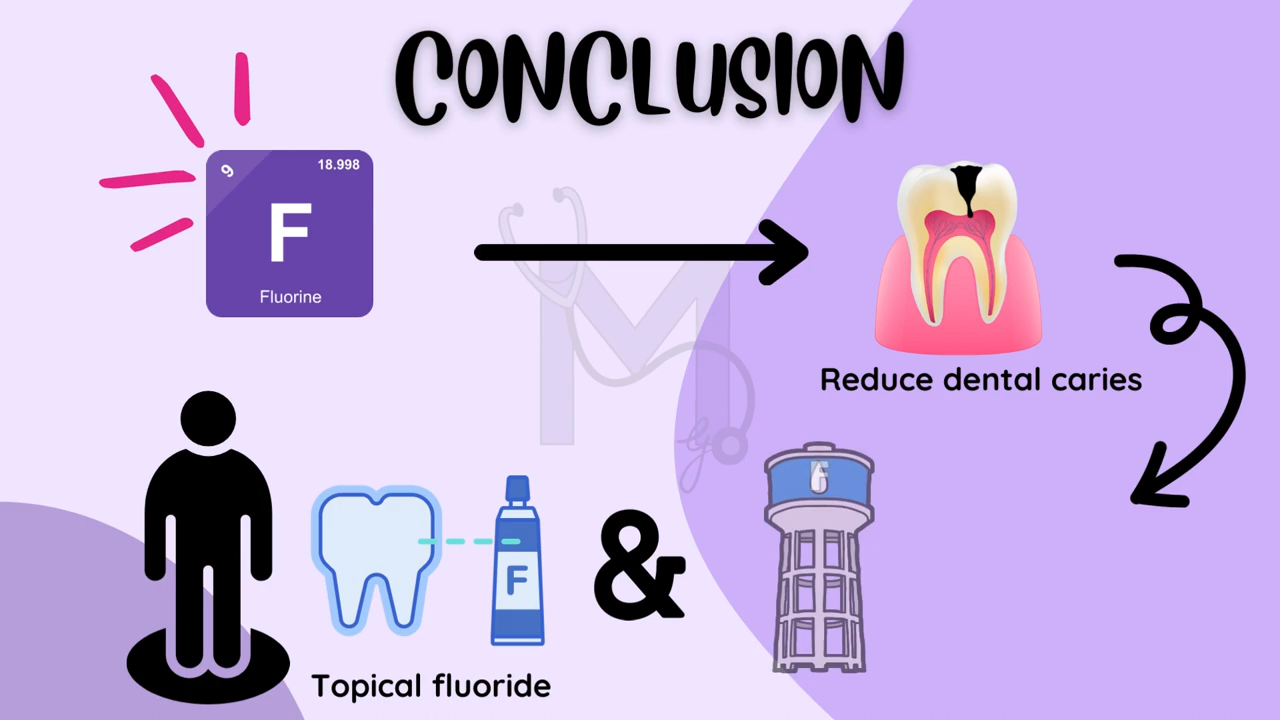 CONCLUSION
9 18.998
F
Fluorine
Reduce dental caries
F
F
&
Topical fluoride
M